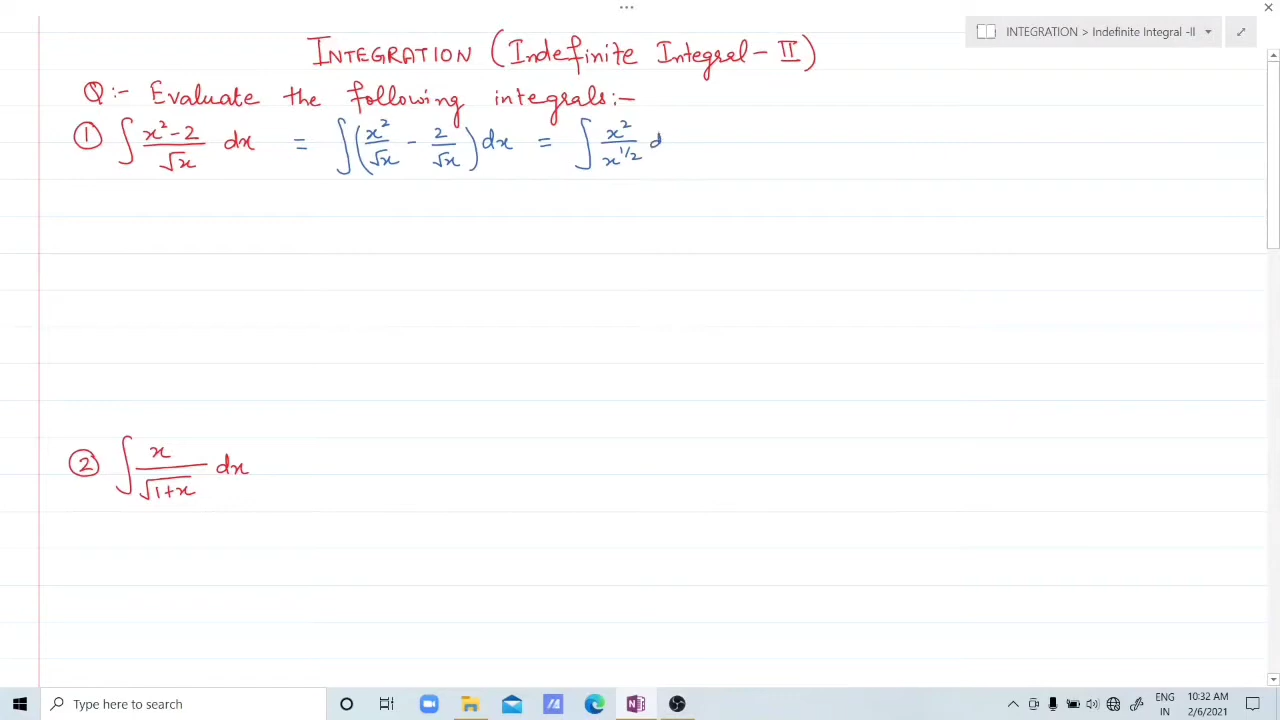 ...
INTEGRATION > Indefinite Integral -II
INTEGRATION (Indefinite Integral - II)
Q:- Evaluate the following integrals:-
① ∫ (x² - 2)/√x dx = ∫ (x²/√x - 2/√x) dx = ∫ x²/x^(1/2) d
② ∫ x/√(1+x) dx
Type here to search
ENG
IN
10:32 AM
2/6/2021